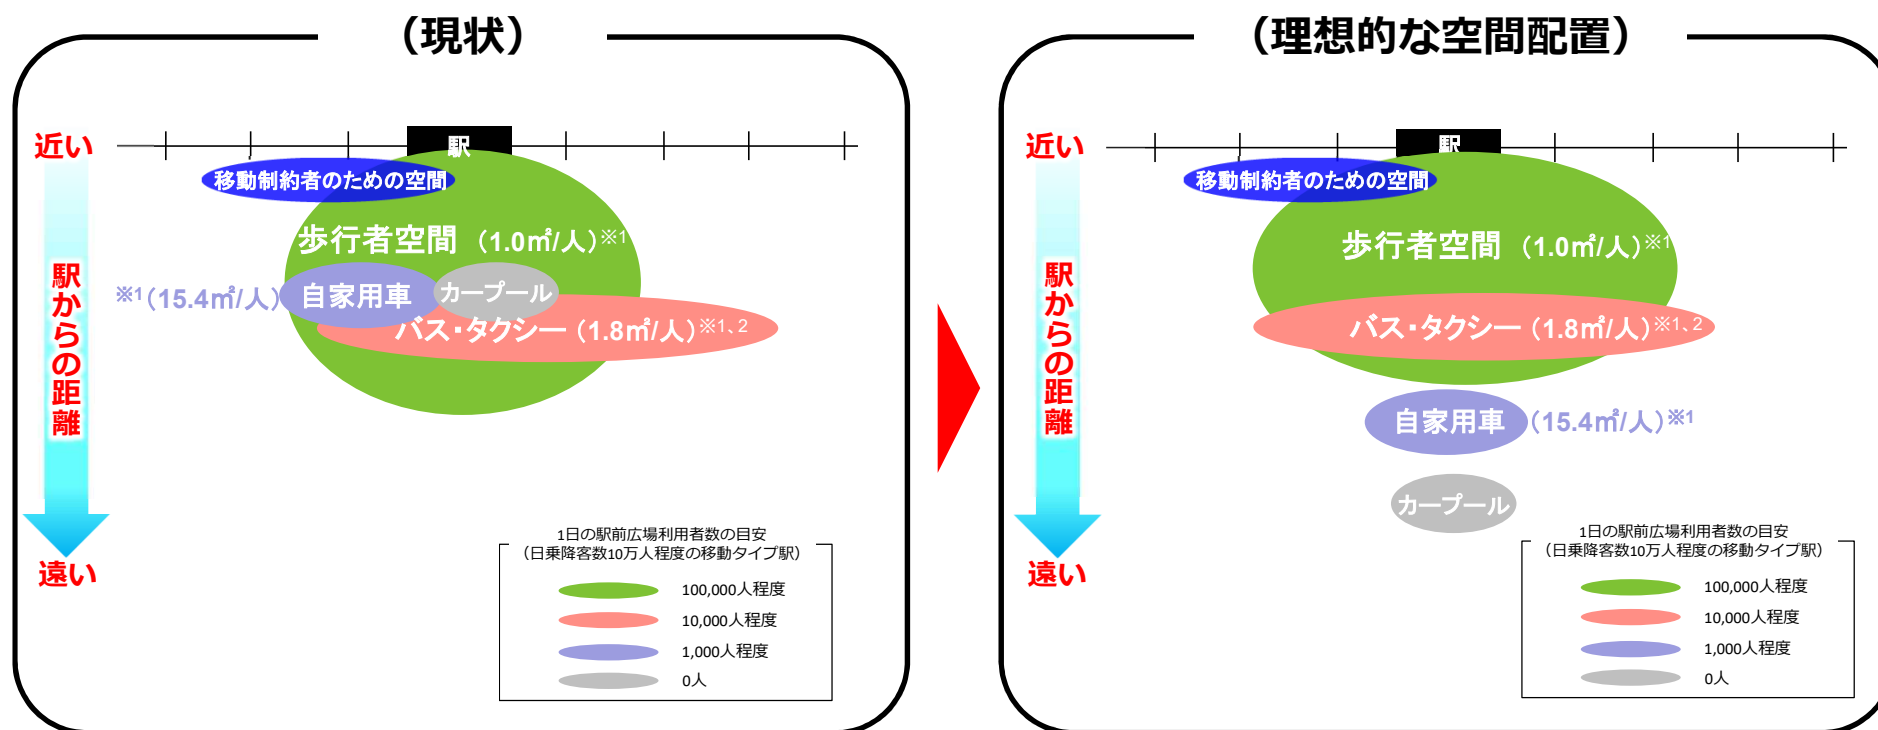 （現状）
近い
駅
移動制約者のための空間
歩行者空間（1.0㎡/人）※1
※1（15.4㎡/人）
自家用車
カープール
バス・タクシー（1.8㎡/人）※1、2
駅からの距離
遠い
1日の駅前広場利用者数の目安
（日乗降客数10万人程度の移動タイプ駅）
100,000人程度
10,000人程度
1,000人程度
0人
（理想的な空間配置）
近い
駅
移動制約者のための空間
歩行者空間（1.0㎡/人）※1
バス・タクシー（1.8㎡/人）※1、2
自家用車（15.4㎡/人）※1
カープール
駅からの距離
遠い
1日の駅前広場利用者数の目安
（日乗降客数10万人程度の移動タイプ駅）
100,000人程度
10,000人程度
1,000人程度
0人